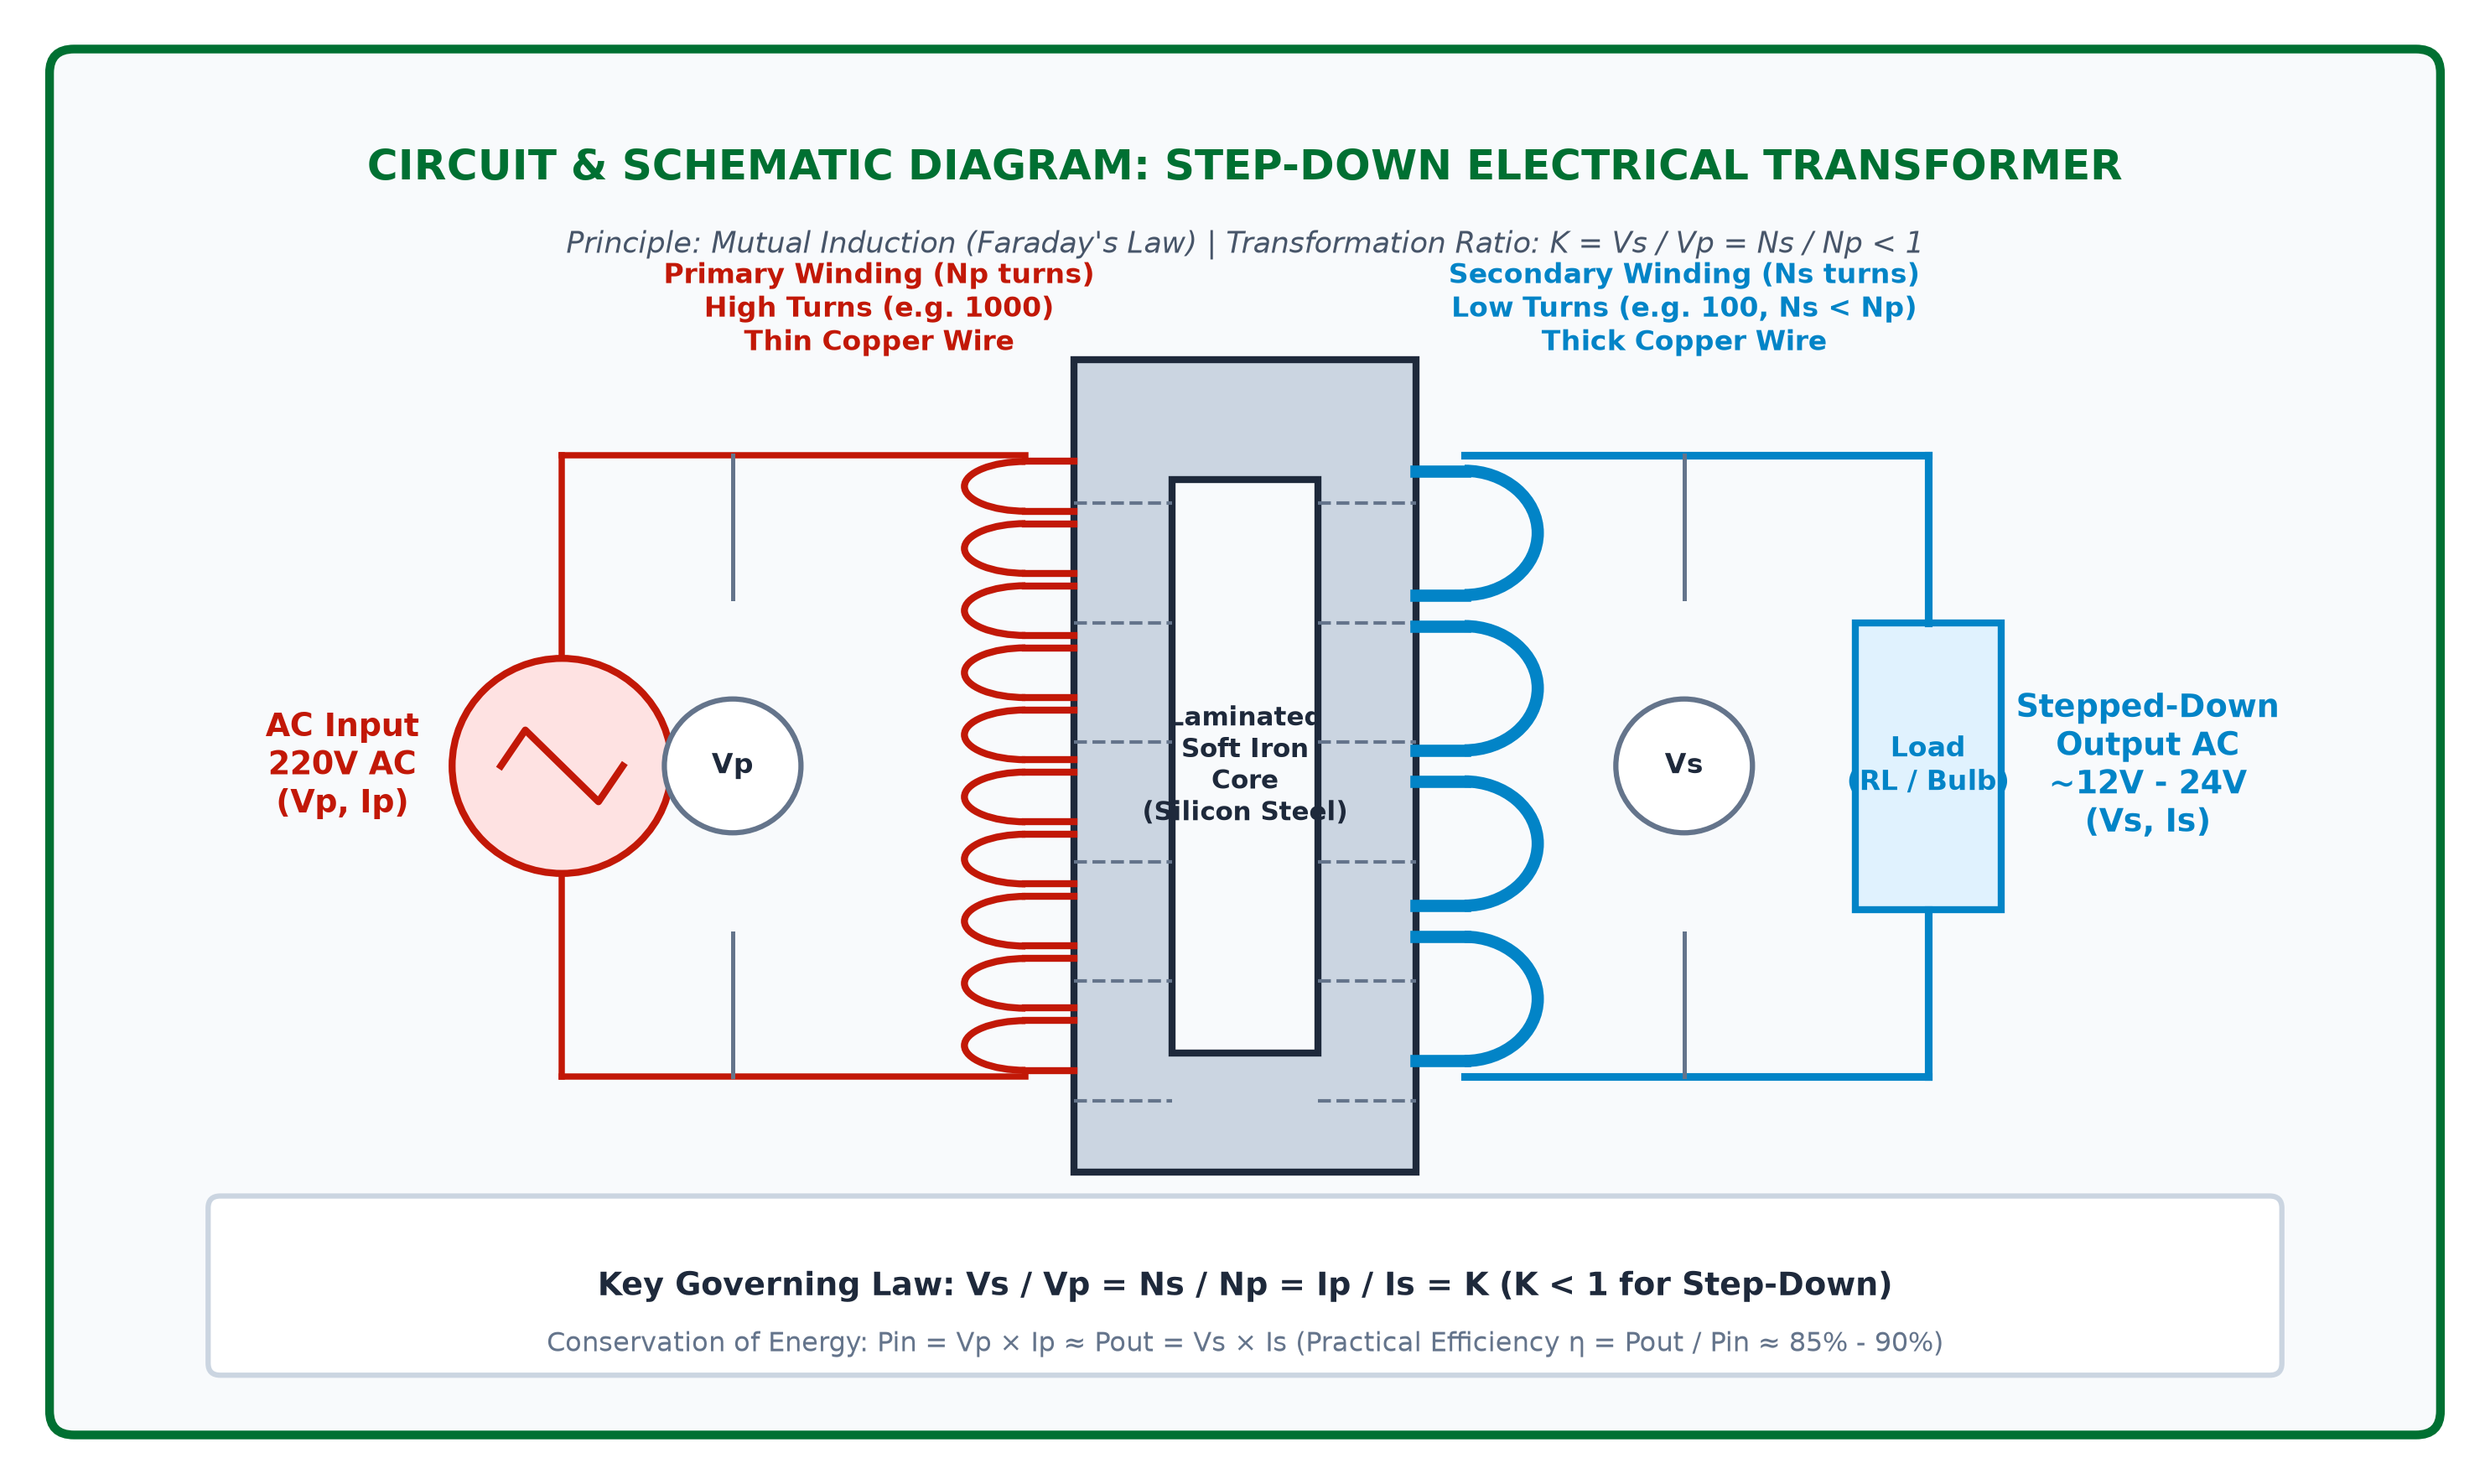 CIRCUIT & SCHEMATIC DIAGRAM: STEP-DOWN ELECTRICAL TRANSFORMER
Principle: Mutual Induction (Faraday's Law) | Transformation Ratio: K = Vs / Vp = Ns / Np < 1
Primary Winding (Np turns)
High Turns (e.g. 1000)
Thin Copper Wire
Secondary Winding (Ns turns)
Low Turns (e.g. 100, Ns < Np)
Thick Copper Wire
AC Input
220V AC
(Vp, Ip)
Vp
Laminated
Soft Iron
Core
(Silicon Steel)
Vs
Load
(RL / Bulb)
Stepped-Down
Output AC
~12V - 24V
(Vs, Is)
Key Governing Law: Vs / Vp = Ns / Np = Ip / Is = K (K < 1 for Step-Down)
Conservation of Energy: Pin = Vp × Ip ≈ Pout = Vs × Is (Practical Efficiency η = Pout / Pin ≈ 85% - 90%)